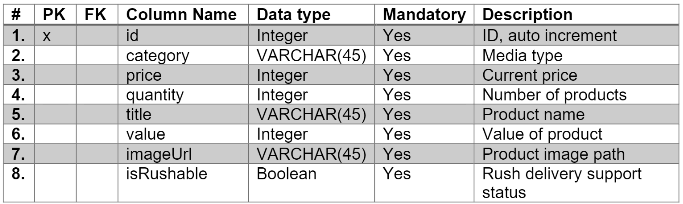 # PK FK Column Name Data type Mandatory Description
1. x id Integer Yes ID, auto increment
2. category VARCHAR(45) Yes Media type
3. price Integer Yes Current price
4. quantity Integer Yes Number of products
5. title VARCHAR(45) Yes Product name
6. value Integer Yes Value of product
7. imageUrl VARCHAR(45) Yes Product image path
8. isRushable Boolean Yes Rush delivery support
status